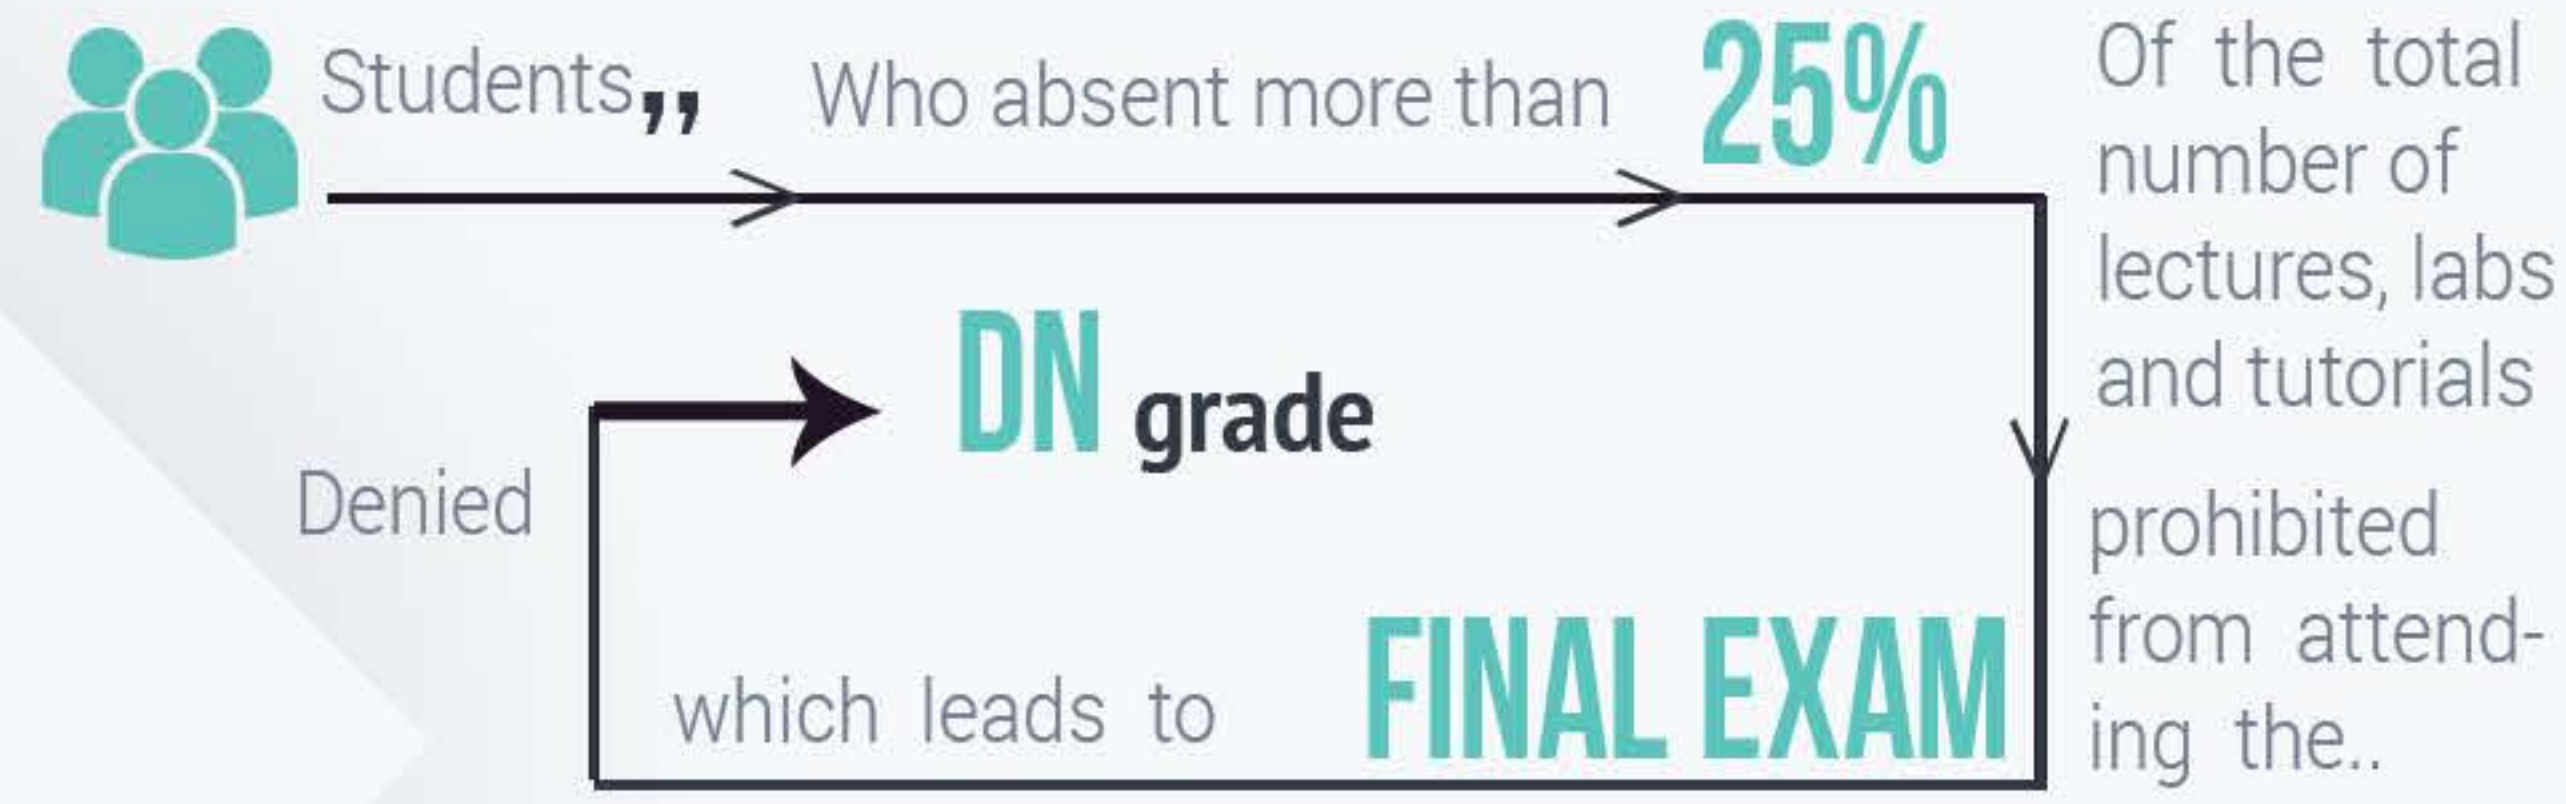 Students,,
Who absent more than
25%
Of the total
number of
lectures, labs
and tutorials
prohibited
from attend-
ing the..
FINAL EXAM
which leads to
Denied
DN grade